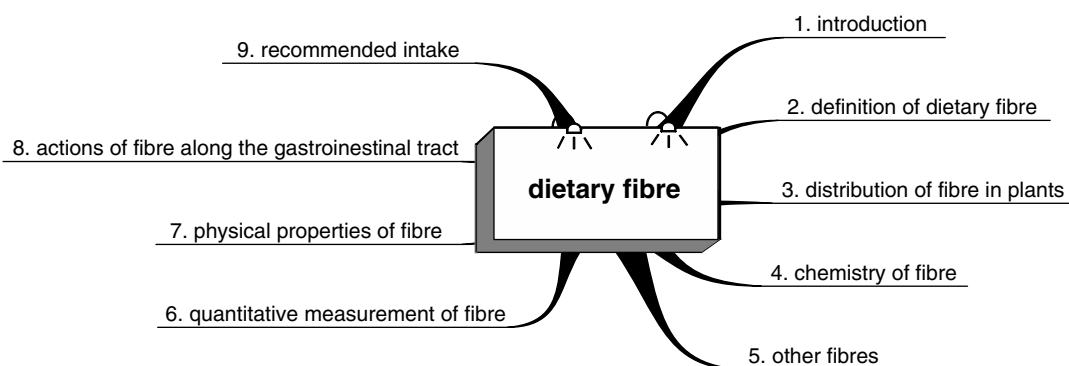 1. introduction
9. recommended intake
2. definition of dietary fibre
8. actions of fibre along the gastroinestinal tract
dietary fibre
3. distribution of fibre in plants
7. physical properties of fibre
4. chemistry of fibre
6. quantitative measurement of fibre
5. other fibres